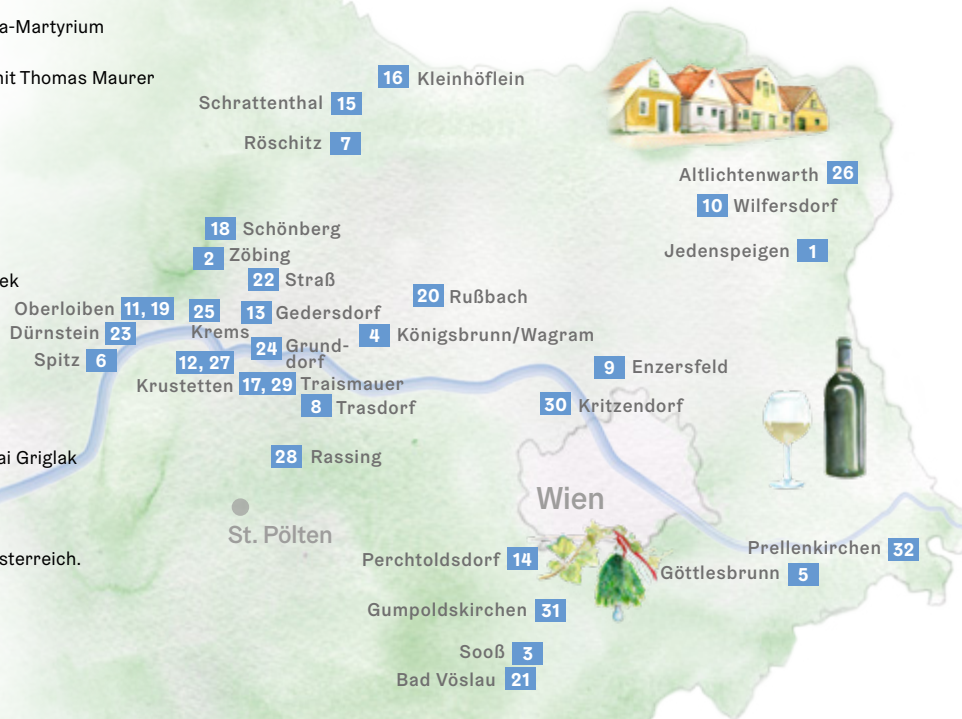 a-Martyrium
nit Thomas Maurer
16 Kleinhöflein
Schrattenthal 15
Röschitz 7
Altlichtenwarth 26
10 Wilfersdorf
18 Schönberg
2 Zöbing
Jedenspeigen 1
ek
22 Straß
20 Rußbach
Oberloiben 11, 19
25
Krems
13 Gedersdorf
Dürnstein 23
4 Königsbrunn/Wagram
24 Grund-
dorf
Spitz 6
12, 27
Krustetten
9 Enzersfeld
17, 29 Traismauer
8 Trasdorf
30 Kritzendorf
ai Griglak
28 Rassing
Wien
St. Pölten
sterreich.
Perchtoldsdorf 14
Prellenkirchen 32
Göttlesbrunn 5
Gumpoldskirchen 31
Sooß 3
Bad Vöslau 21